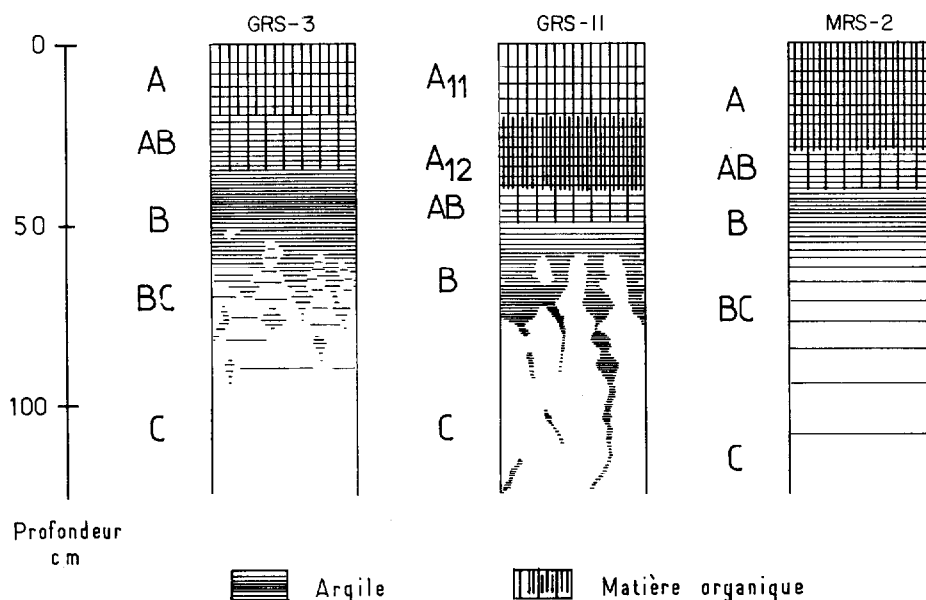 GRS-3 GRS-11 MRS-2
0
A A11 A
AB A12 AB
AB
50 B B B
BC BC
100 C C C
Profondeur
cm
Argile Matière organique